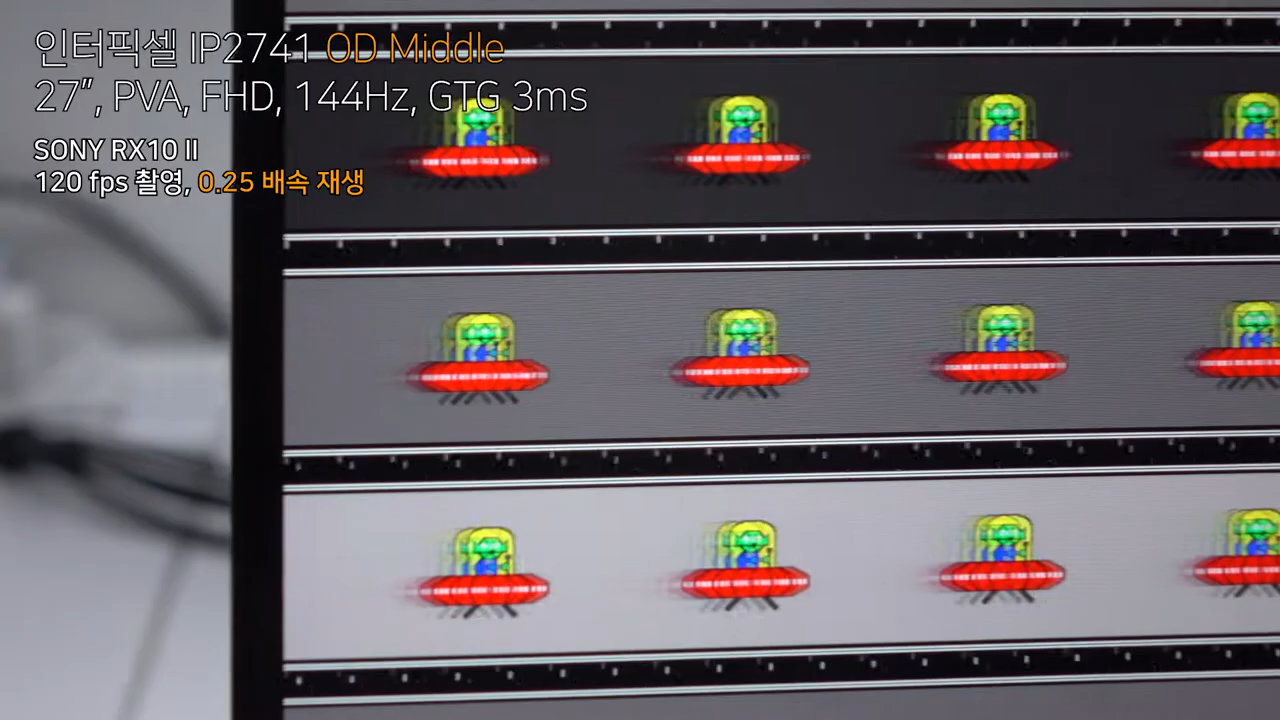 인터픽셀 IP2741 OD Middle
27", PVA, FHD, 144Hz, GTG 3ms
SONY RX10 II
120 fps 촬영, 0.25 배속 재생